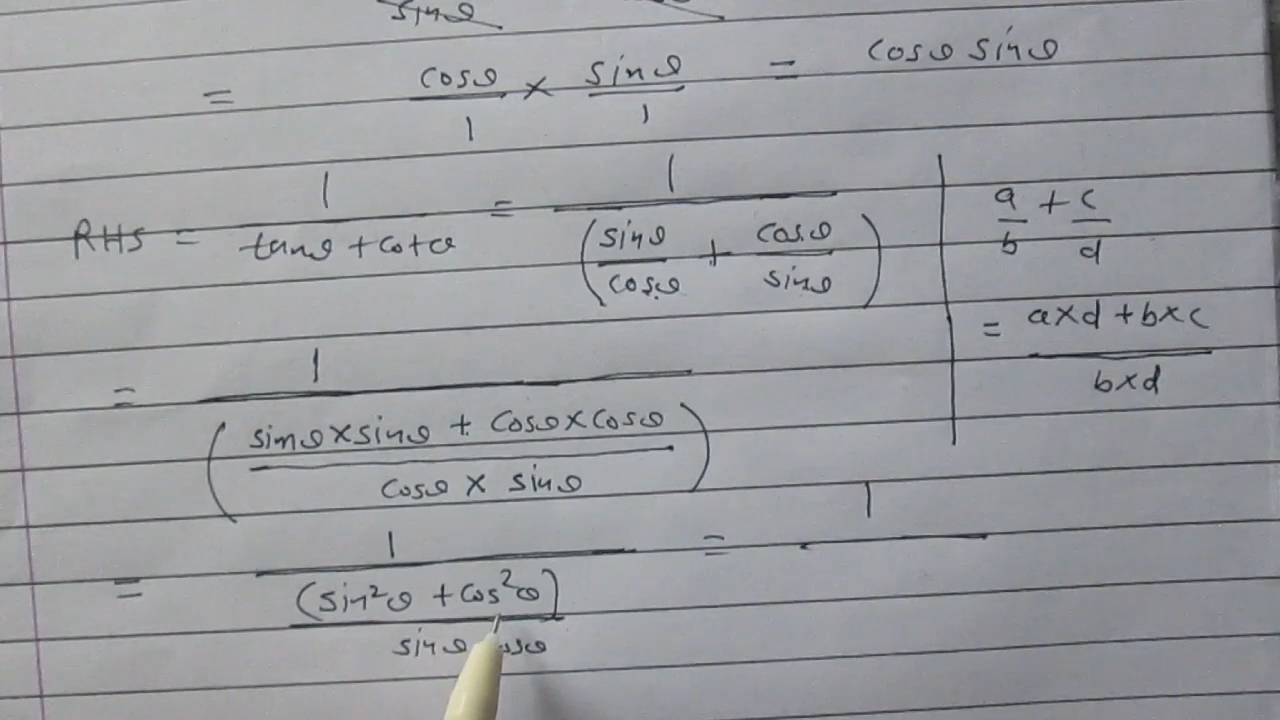 sinθ
= cosθ/1 × sinθ/1 = cosθ sinθ
RHS = 1/(tanθ + cotθ) = 1/(sinθ/cosθ + cosθ/sinθ)
a/b + c/d
= (a×d + b×c)/(b×d)
= 1/((sinθ×sinθ + cosθ×cosθ)/(cosθ × sinθ))
= 1/((sin²θ + cos²θ)/(sinθ cosθ)) = 1